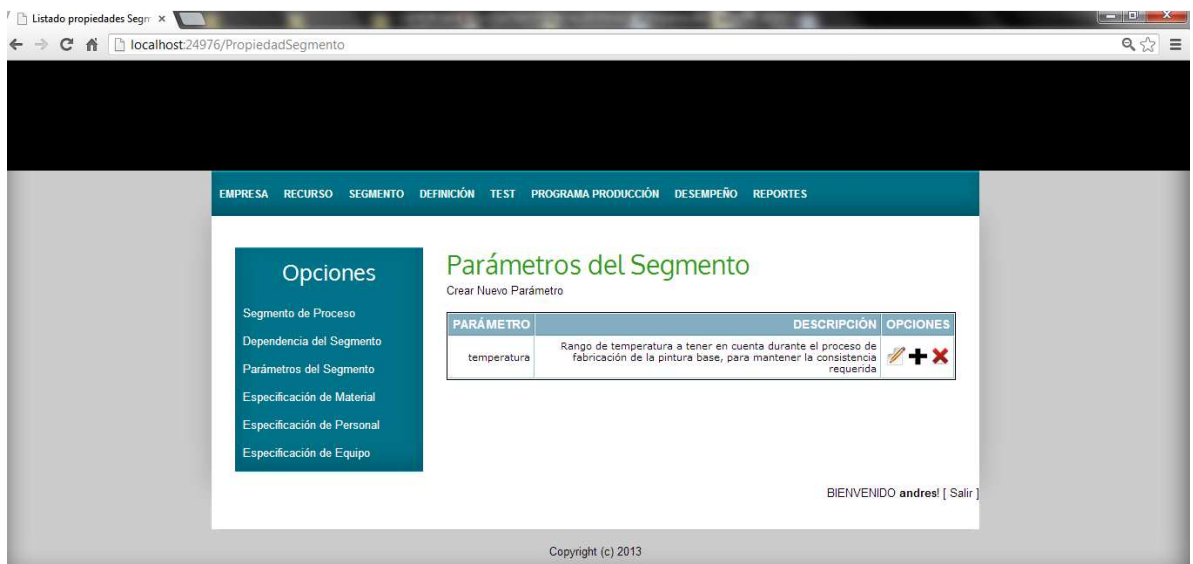 Listado propiedades Segm
localhost:24976/PropiedadSegmento
EMPRESA RECURSO SEGMENTO DEFINICIÓN TEST PROGRAMA PRODUCCIÓN DESEMPEÑO REPORTES
Opciones
Segmento de Proceso
Dependencia del Segmento
Parámetros del Segmento
Especificación de Material
Especificación de Personal
Especificación de Equipo
Parámetros del Segmento
Crear Nuevo Parámetro
PARÁMETRO DESCRIPCIÓN OPCIONES
temperatura
Rango de temperatura a tener en cuenta durante el proceso de
fabricación de la pintura base, para mantener la consistencia
requerida
BIENVENIDO andres! [ Salir ]
Copyright (c) 2013